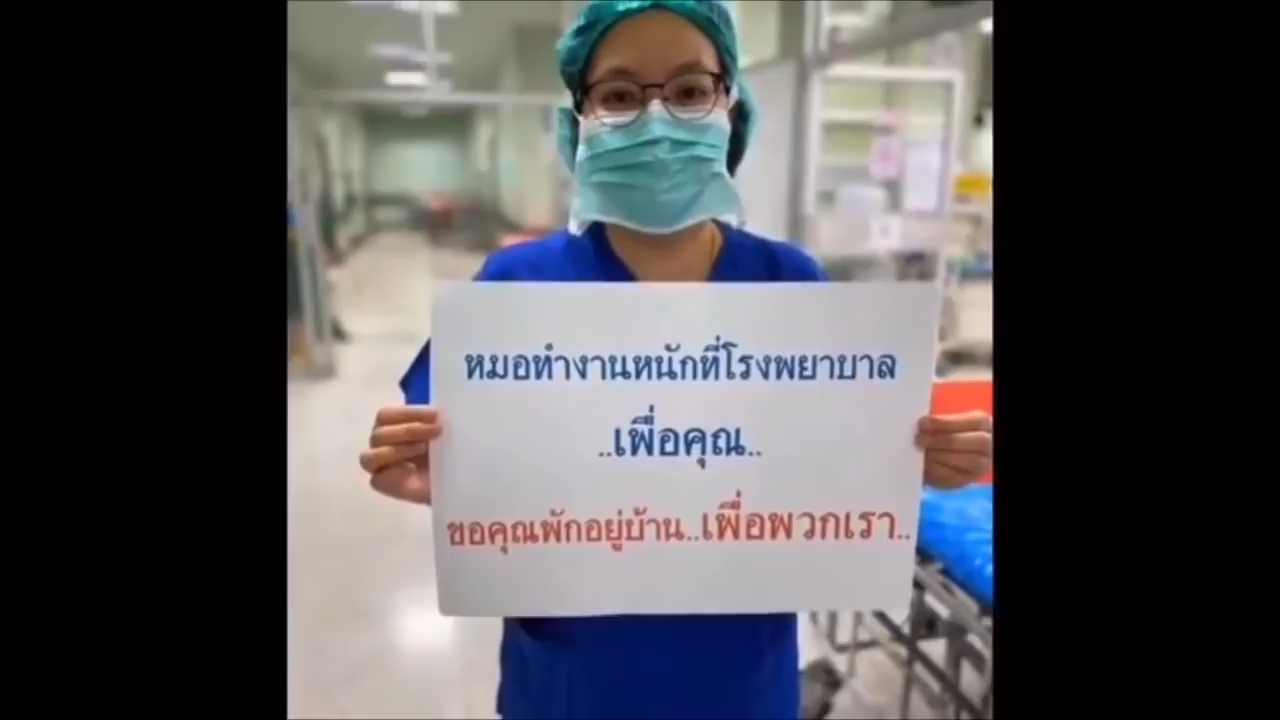 หมอทำงานหนักที่โรงพยาบาล
..เพื่อคุณ..
ขอคุณพักอยู่บ้าน..เพื่อพวกเรา..